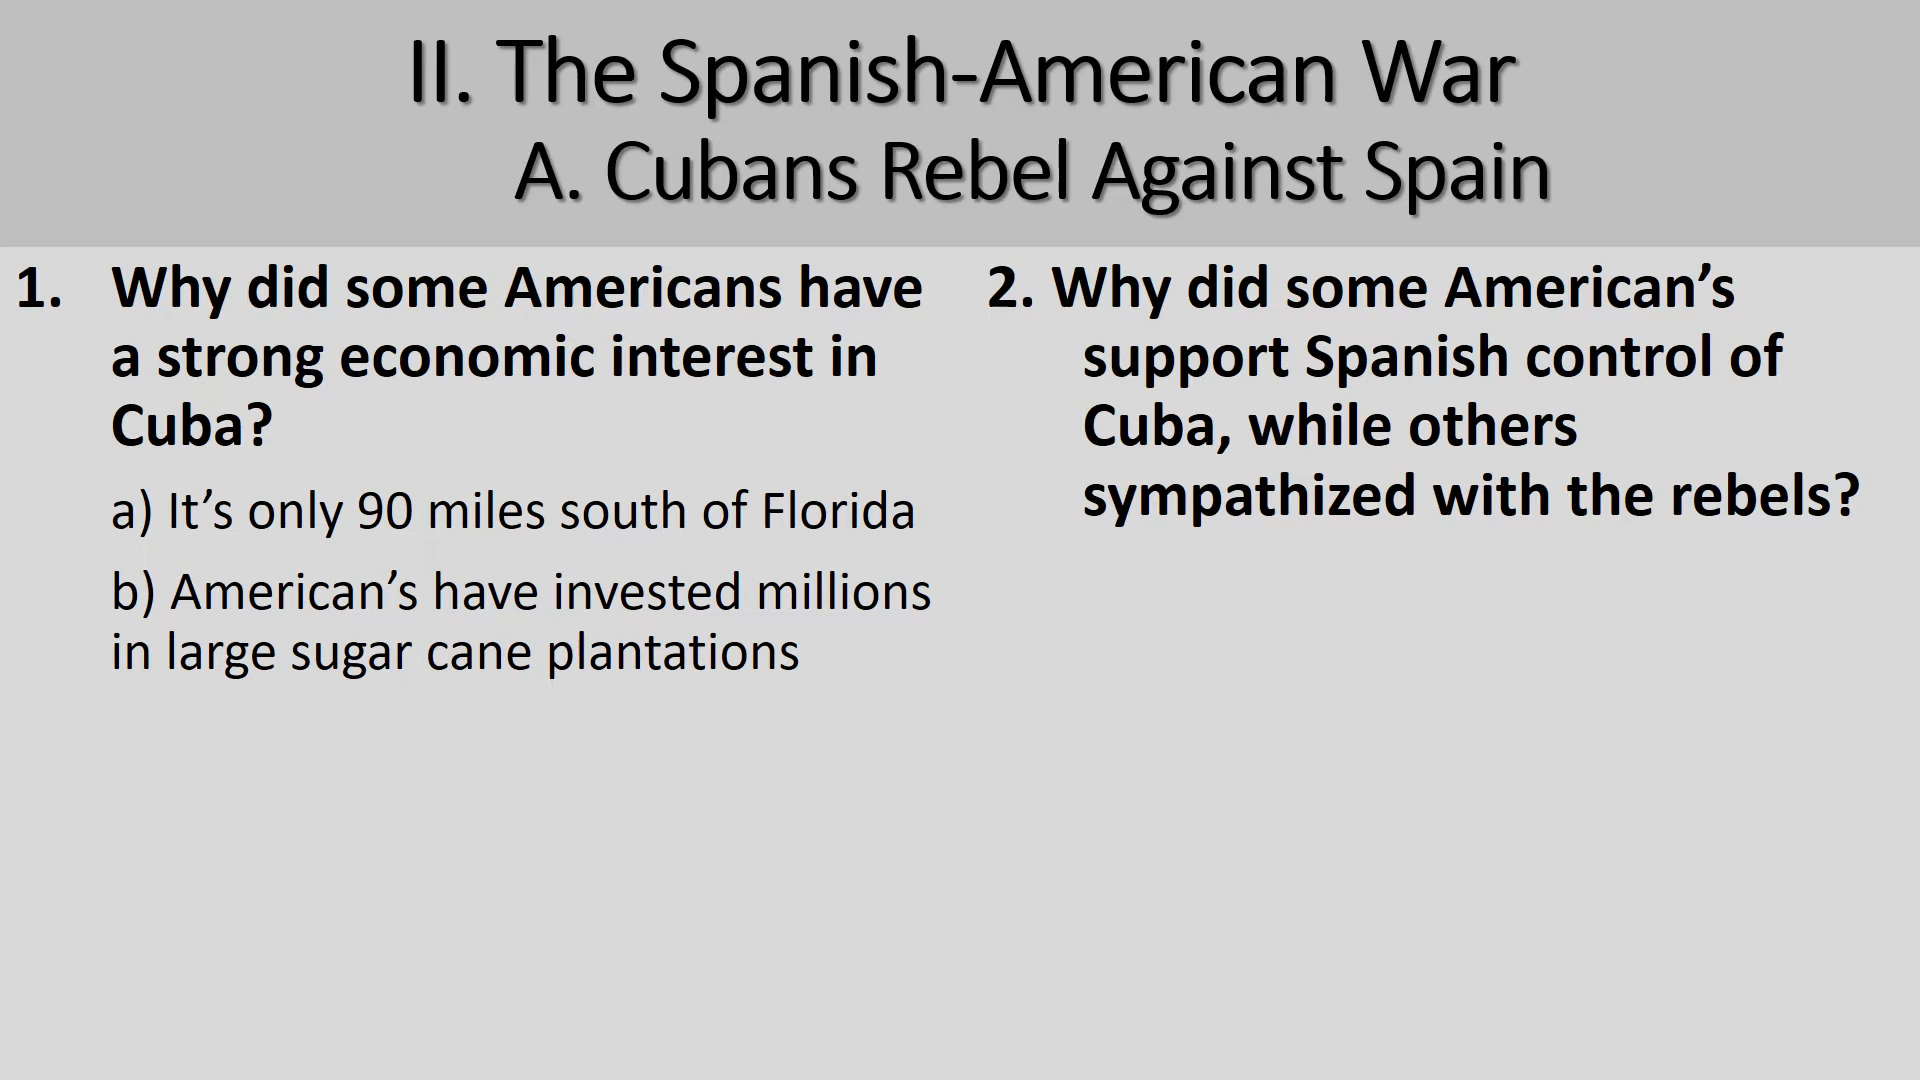 II. The Spanish-American War
A. Cubans Rebel Against Spain
1. Why did some Americans have
a strong economic interest in
Cuba?
a) It’s only 90 miles south of Florida
b) American’s have invested millions
in large sugar cane plantations
2. Why did some American’s
support Spanish control of
Cuba, while others
sympathized with the rebels?